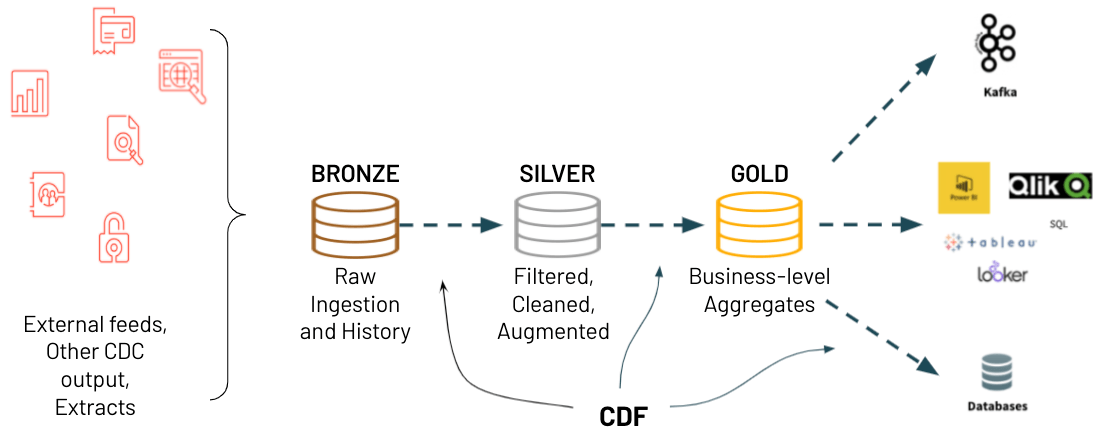 External feeds,
Other CDC
output,
Extracts
BRONZE
Raw
Ingestion
and History
SILVER
Filtered,
Cleaned,
Augmented
GOLD
Business-level
Aggregates
CDF
Kafka
Power BI
Qlik Q
SQL
+ableau
looker
Databases